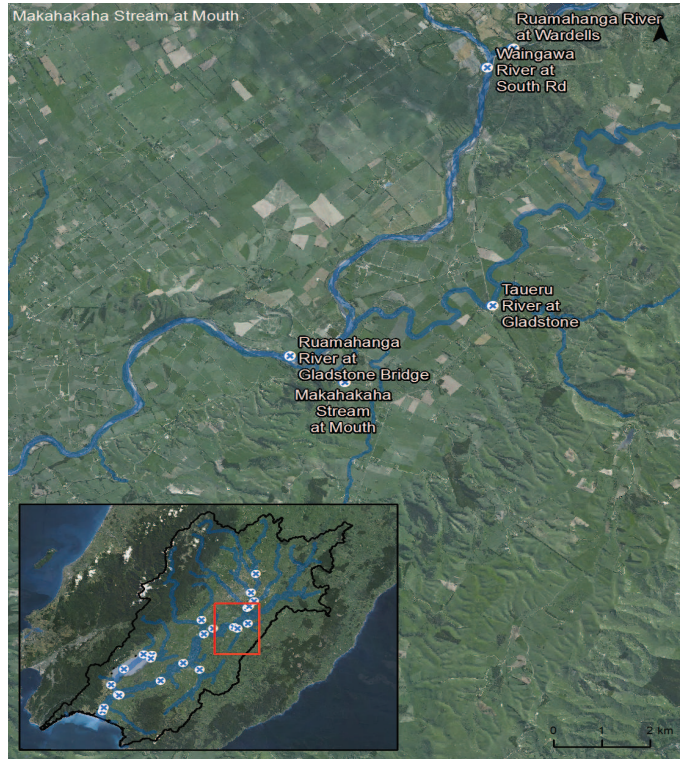 Makahakaha Stream at Mouth
Ruamahanga River
at Wardells
Waingawa
River at
South Rd
Taueru
River at
Gladstone
Ruamahanga
River at
Gladstone Bridge
Makahakaha
Stream
at Mouth
0 1 2 km